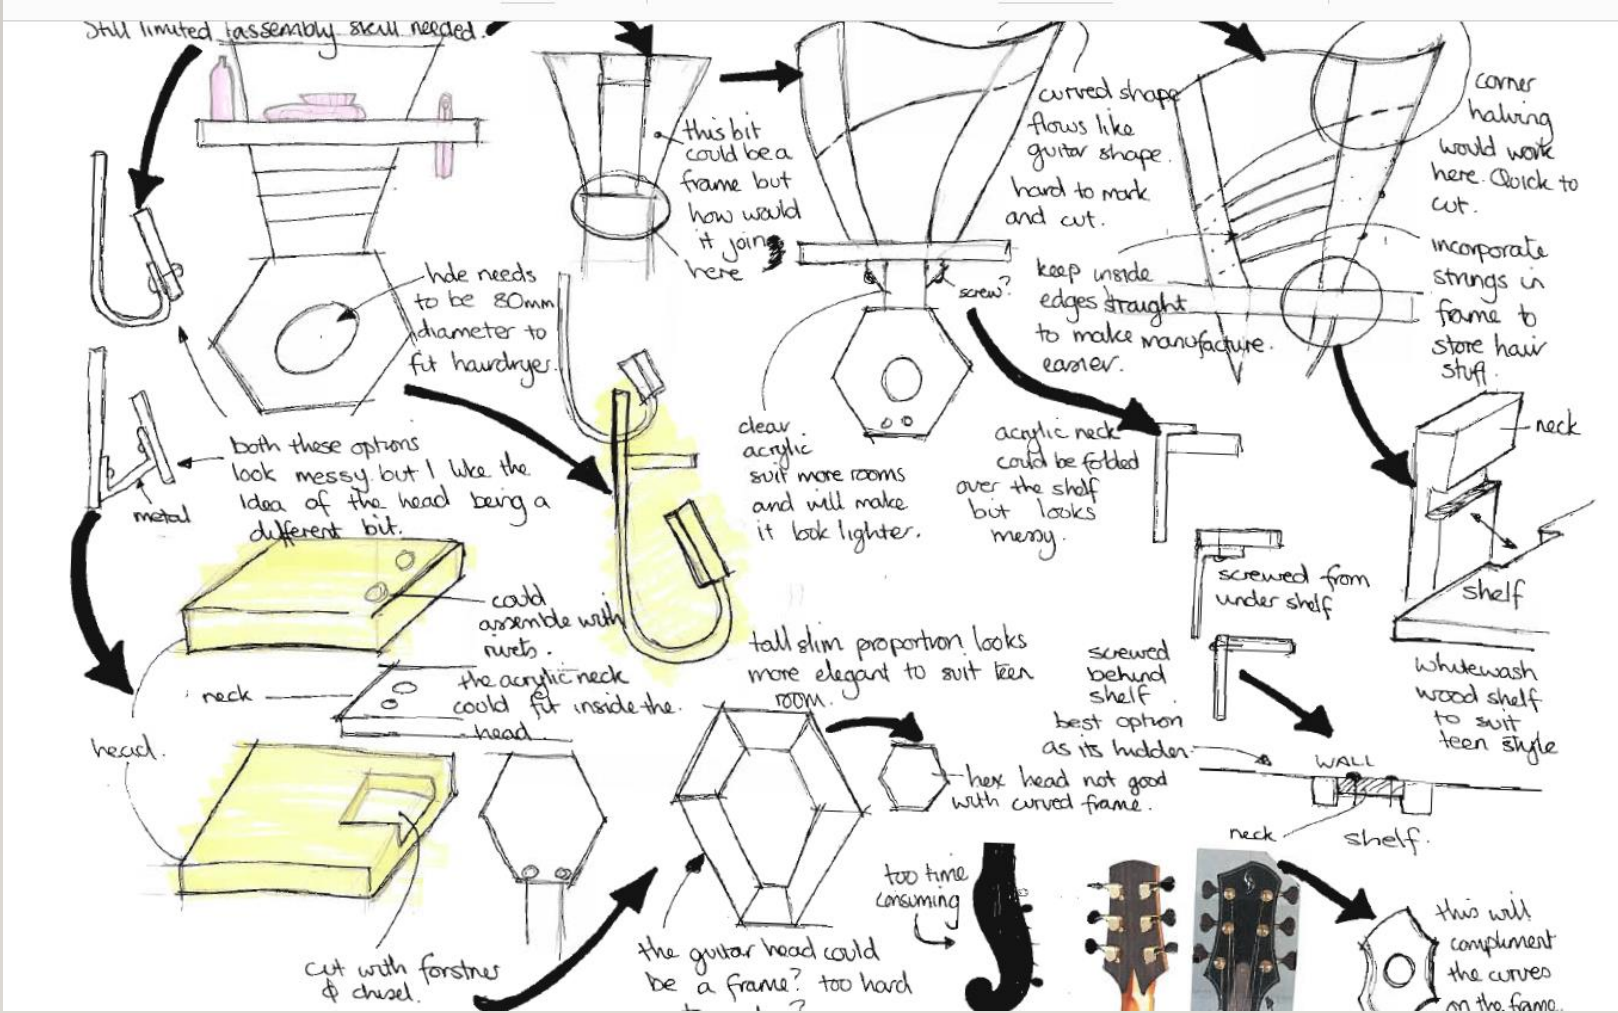 Still limited assembly skill needed.
hole needs
to be 80mm
diameter to
fit hairdryer.
this bit
could be a
frame but
how would
it join
here
?
curved shape
flows like
guitar shape.
hard to mark
and cut.
corner
halving
would work
here. Quick to
cut.
screw?
keep inside
edges straight
to make manufacture
easier.
incorporate
strings in
frame to
store hair
stuff.
both these options
look messy but I like the
idea of the head being a
different bit.
metal
clear
acrylic
suit more rooms
and will make
it look lighter.
acrylic neck
could be folded
over the shelf
but looks
messy.
neck
shelf
screwed from
under shelf
could
assemble with
rivets.
tall slim proportion looks
more elegant to suit teen
room.
screwed
behind
shelf
best option
as its hidden.
whitewash
wood shelf
to suit
teen style
neck
the acrylic neck
could fit inside the
head.
head.
hex head not good
with curved frame.
WALL
neck
shelf.
too time
consuming
this will
compliment
the curves
on the frame.
cut with forstner
& chisel.
the guitar head could
be a frame? too hard